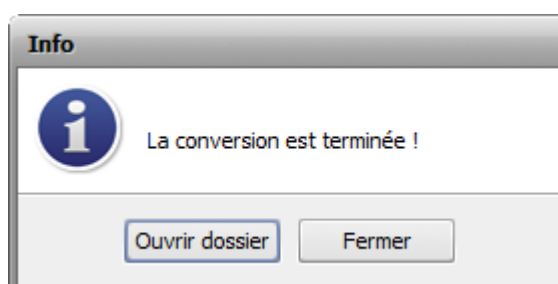 Info
La conversion est terminée !
Ouvrir dossier
Fermer